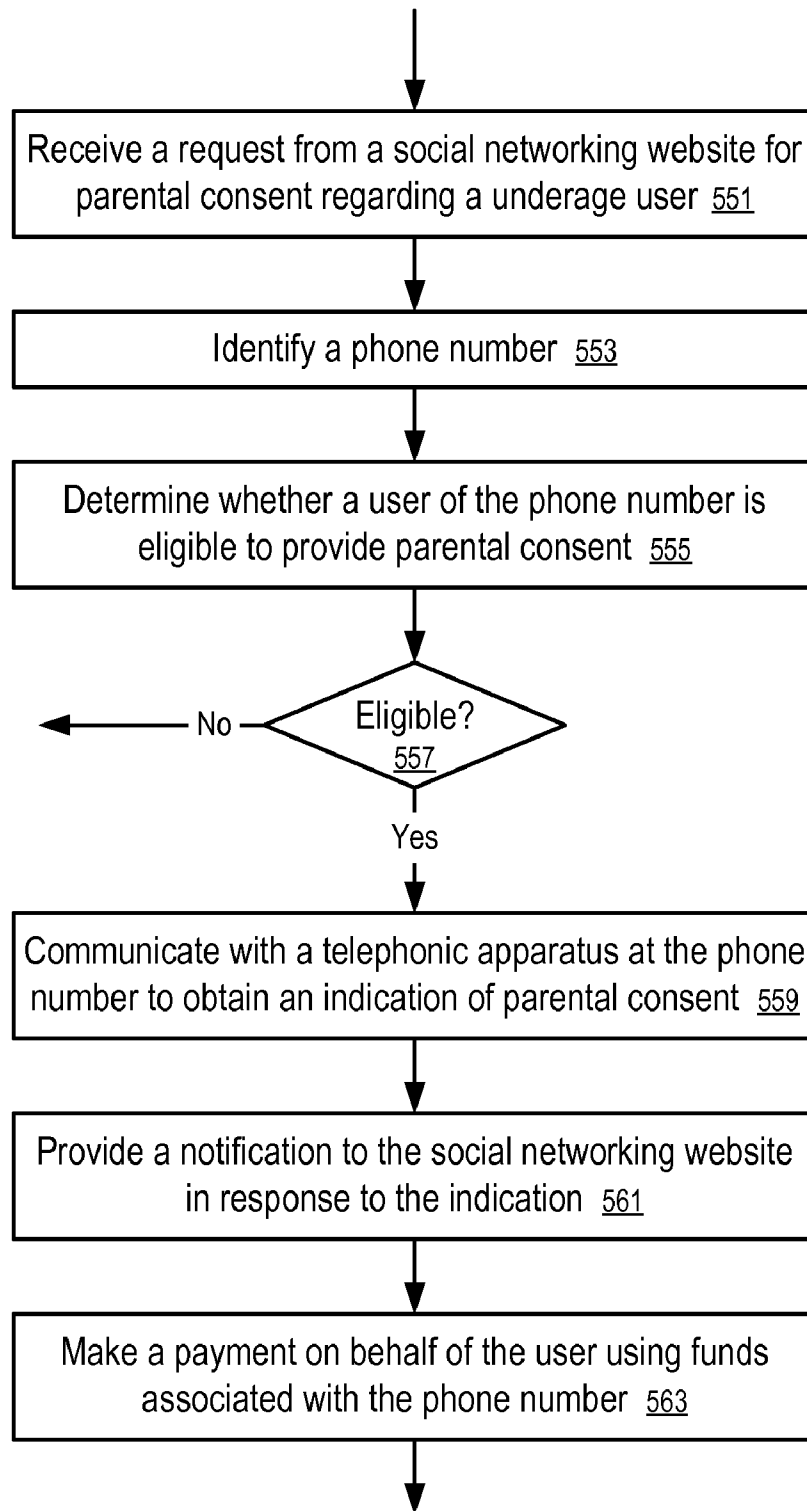 Receive a request from a social networking website for
parental consent regarding a underage user 551
Identify a phone number 553
Determine whether a user of the phone number is
eligible to provide parental consent 555
Eligible?
557
No
Yes
Communicate with a telephonic apparatus at the phone
number to obtain an indication of parental consent 559
Provide a notification to the social networking website
in response to the indication 561
Make a payment on behalf of the user using funds
associated with the phone number 563